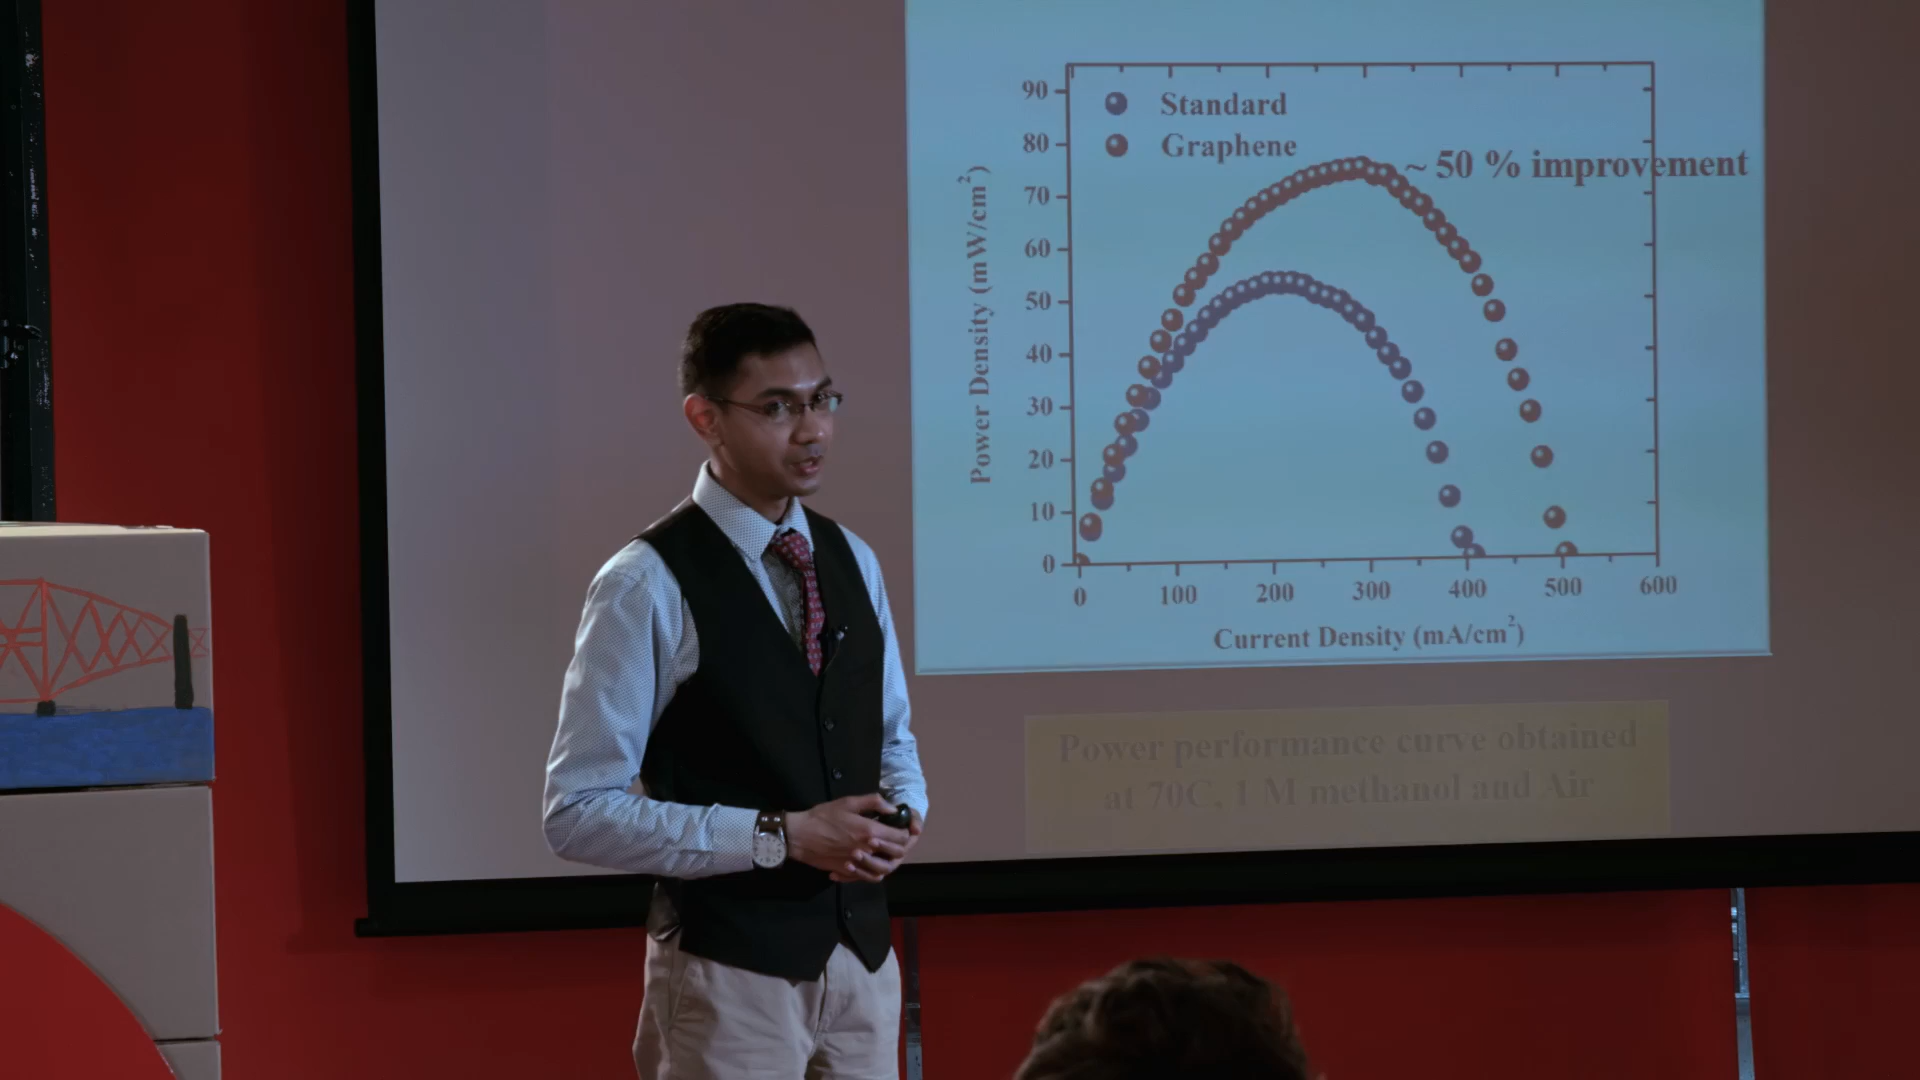 90
80
70
60
50
40
30
20
10
0
Power Density (mW/cm²)
Standard
Graphene
~ 50 % improvement
0 100 200 300 400 500 600
Current Density (mA/cm²)
Power performance curve obtained
at 70C, 1 M methanol and Air